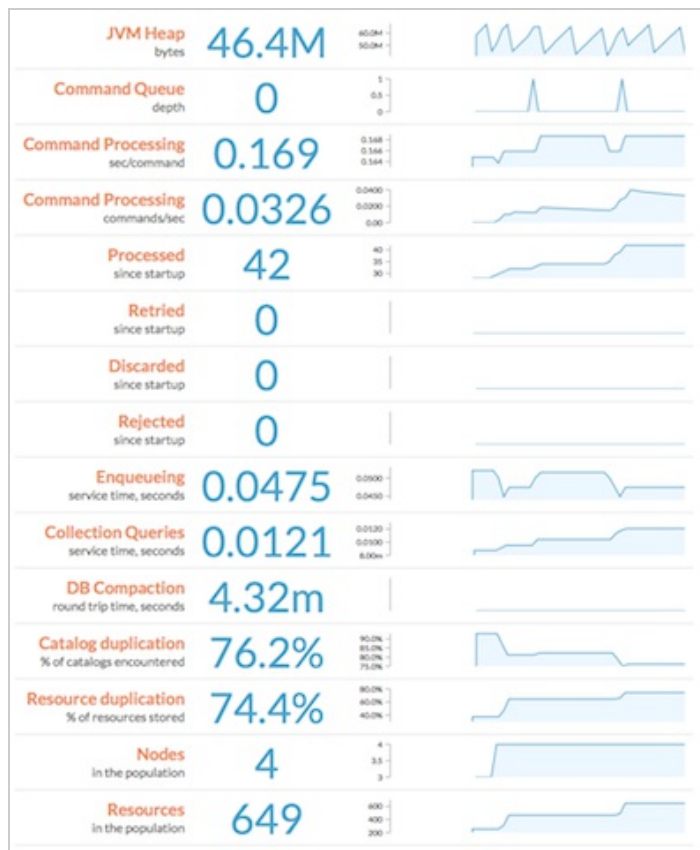 JVM Heap
bytes
46.4M
60.0M
50.0M
Command Queue
depth
0
1
0.5
0
Command Processing
sec/command
0.169
0.168
0.166
0.164
Command Processing
commands/sec
0.0326
0.0400
0.0200
0.00
Processed
since startup
42
40
35
30
Retried
since startup
0
Discarded
since startup
0
Rejected
since startup
0
Enqueueing
service time, seconds
0.0475
0.0500
0.0450
Collection Queries
service time, seconds
0.0121
0.0120
0.0100
8.00m
DB Compaction
round trip time, seconds
4.32m
Catalog duplication
% of catalogs encountered
76.2%
90.0%
85.0%
80.0%
75.0%
Resource duplication
% of resources stored
74.4%
80.0%
60.0%
40.0%
Nodes
in the population
4
4
3.5
3
Resources
in the population
649
600
400
200